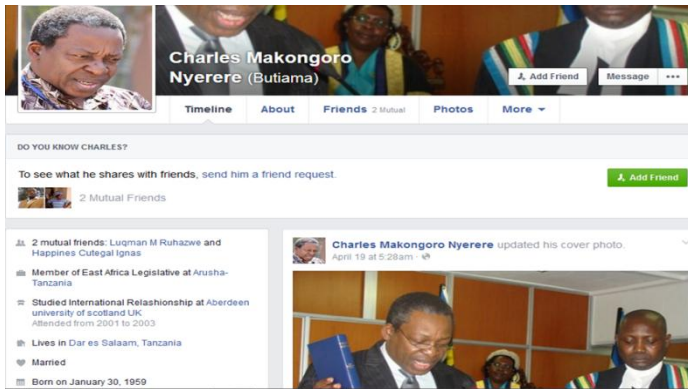 Charles Makongoro
Nyerere (Butiama)
Add Friend
Message
Timeline
About
Friends 2 Mutual
Photos
More
DO YOU KNOW CHARLES?
To see what he shares with friends, send him a friend request.
Add Friend
2 Mutual Friends
2 mutual friends: Luqman M Ruhazwe and
Happines Cutegal Ignas
Member of East Africa Legislative at Arusha-
Tanzania
Studied International Relashionship at Aberdeen
university of scotland UK
Attended from 2001 to 2003
Lives in Dar es Salaam, Tanzania
Married
Born on January 30, 1959
Charles Makongoro Nyerere updated his cover photo.
April 19 at 5:28am ·